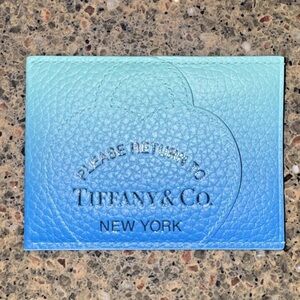 PLEASE RETURN TO
TIFFANY & CO.
NEW YORK